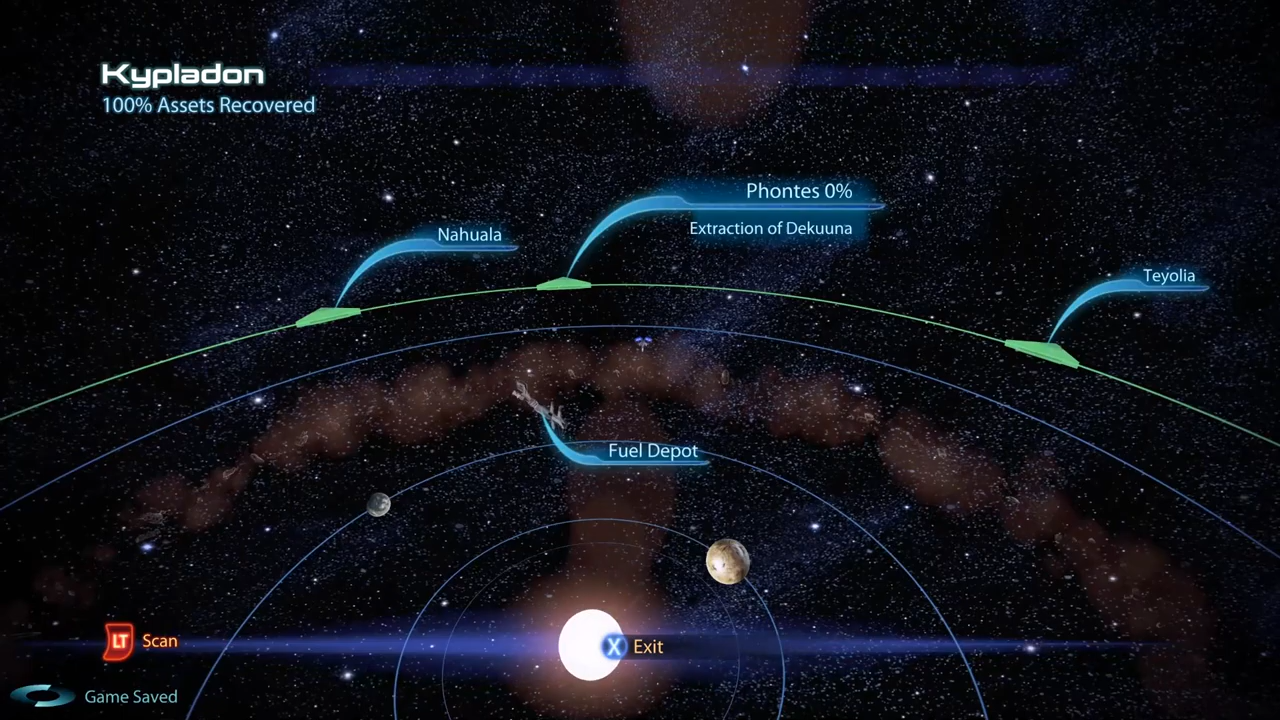 Kypladon
100% Assets Recovered
Phontes 0%
Extraction of Dekuuna
Nahuala
Teyolia
Fuel Depot
LT Scan
X Exit
Game Saved